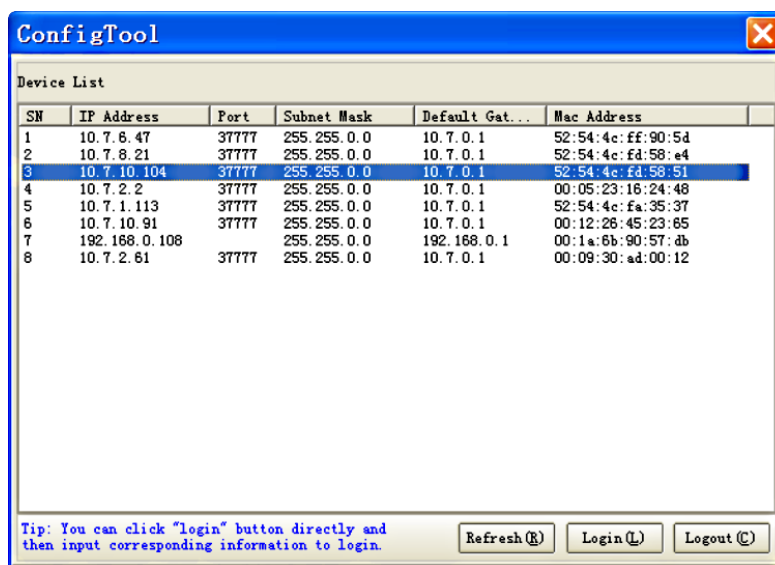 ConfigTool
Device List
SN IP Address Port Subnet Mask Default Gat... Mac Address
1 10.7.6.47 37777 255.255.0.0 10.7.0.1 52:54:4c:ff:90:5d
2 10.7.8.21 37777 255.255.0.0 10.7.0.1 52:54:4c:fd:58:e4
3 10.7.10.104 37777 255.255.0.0 10.7.0.1 52:54:4c:fd:58:51
4 10.7.2.2 37777 255.255.0.0 10.7.0.1 00:05:23:16:24:48
5 10.7.1.113 37777 255.255.0.0 10.7.0.1 52:54:4c:fa:35:37
6 10.7.10.91 37777 255.255.0.0 10.7.0.1 00:12:26:45:23:65
7 192.168.0.108 255.255.0.0 192.168.0.1 00:1a:6b:90:57:db
8 10.7.2.61 37777 255.255.0.0 10.7.0.1 00:09:30:ad:00:12
Tip: You can click "login" button directly and
then input corresponding information to login.
Refresh(R) Login(L) Logout(C)